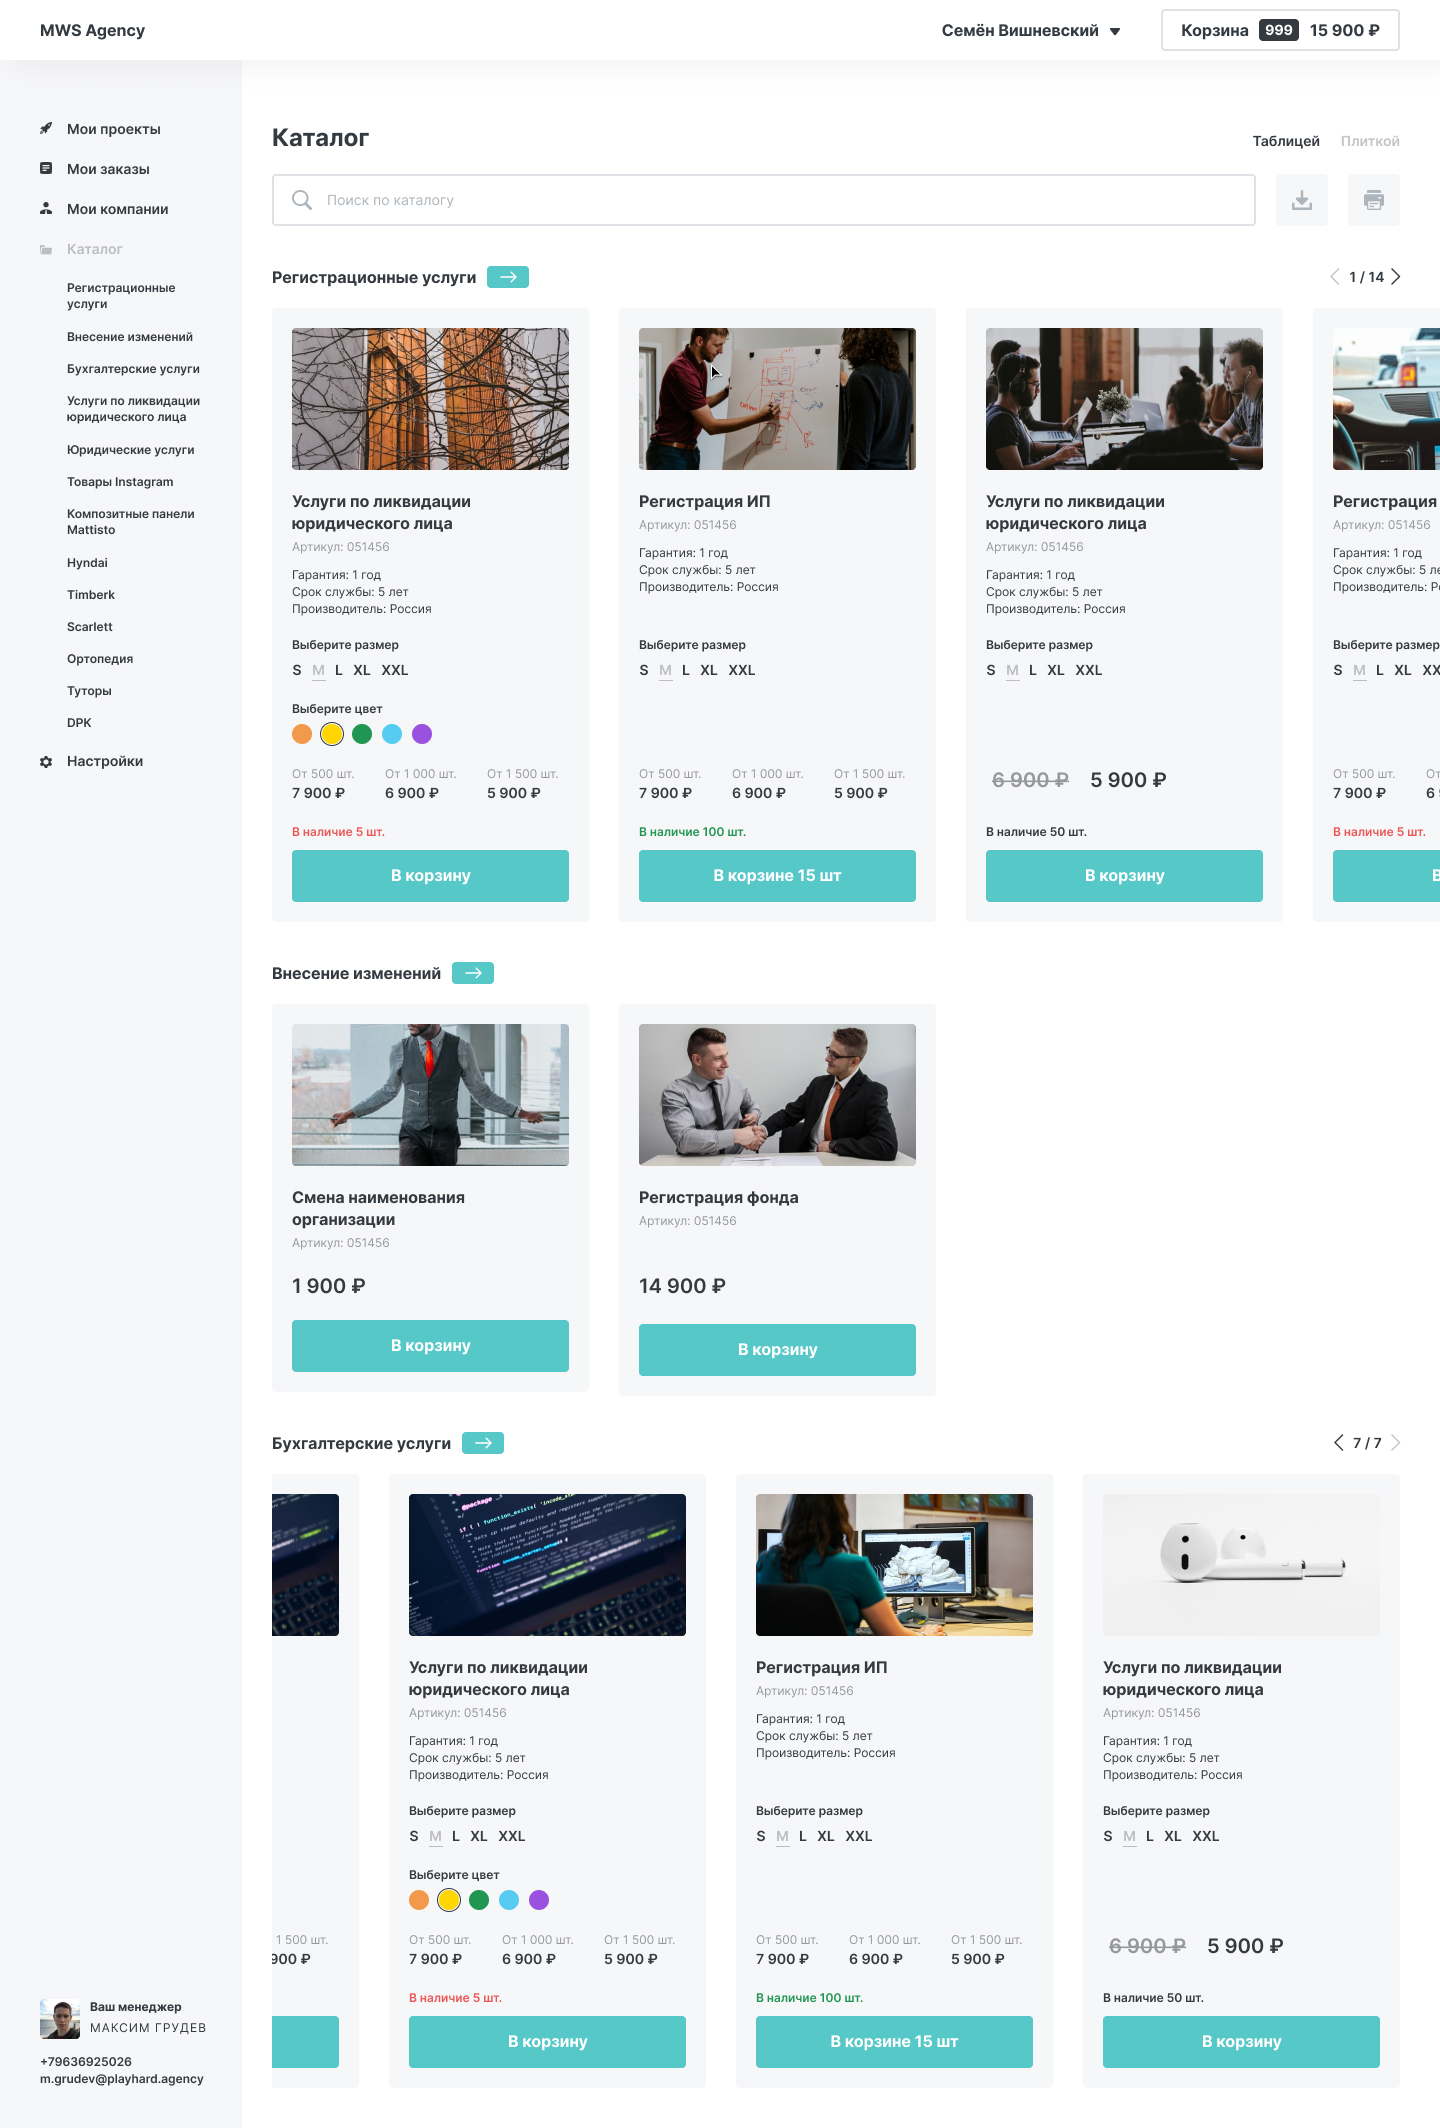 MWS Agency
Семён Вишневский
Корзина 999 15 900 ₽
Мои проекты
Мои заказы
Мои компании
Каталог
Регистрационные
услуги
Внесение изменений
Бухгалтерские услуги
Услуги по ликвидации
юридического лица
Юридические услуги
Товары Instagram
Композитные панели
Mattisto
Hyndai
Timberk
Scarlett
Ортопедия
Туторы
DPK
Настройки
Ваш менеджер
МАКСИМ ГРУДЕВ
+79636925026
m.grudev@playhard.agency
Каталог
Таблицей Плиткой
Поиск по каталогу
Регистрационные услуги
1 / 14
Услуги по ликвидации
юридического лица
Артикул: 051456
Гарантия: 1 год
Срок службы: 5 лет
Производитель: Россия
Выберите размер
S M L XL XXL
Выберите цвет
От 500 шт. От 1 000 шт. От 1 500 шт.
7 900 ₽ 6 900 ₽ 5 900 ₽
В наличие 5 шт.
В корзину
Регистрация ИП
Артикул: 051456
Гарантия: 1 год
Срок службы: 5 лет
Производитель: Россия
Выберите размер
S M L XL XXL
От 500 шт. От 1 000 шт. От 1 500 шт.
7 900 ₽ 6 900 ₽ 5 900 ₽
В наличие 100 шт.
В корзине 15 шт
Услуги по ликвидации
юридического лица
Артикул: 051456
Гарантия: 1 год
Срок службы: 5 лет
Производитель: Россия
Выберите размер
S M L XL XXL
6 900 ₽ 5 900 ₽
В наличие 50 шт.
В корзину
Регистрация
Артикул: 051456
Гарантия: 1 год
Срок службы: 5 ле
Производитель: Р
Выберите размер
S M L XL XX
От 500 шт. От
7 900 ₽ 6
В наличие 5 шт.
В
Внесение изменений
Смена наименования
организации
Артикул: 051456
1 900 ₽
В корзину
Регистрация фонда
Артикул: 051456
14 900 ₽
В корзину
Бухгалтерские услуги
7 / 7
1 500 шт.
900 ₽
Услуги по ликвидации
юридического лица
Артикул: 051456
Гарантия: 1 год
Срок службы: 5 лет
Производитель: Россия
Выберите размер
S M L XL XXL
Выберите цвет
От 500 шт. От 1 000 шт. От 1 500 шт.
7 900 ₽ 6 900 ₽ 5 900 ₽
В наличие 5 шт.
В корзину
Регистрация ИП
Артикул: 051456
Гарантия: 1 год
Срок службы: 5 лет
Производитель: Россия
Выберите размер
S M L XL XXL
От 500 шт. От 1 000 шт. От 1 500 шт.
7 900 ₽ 6 900 ₽ 5 900 ₽
В наличие 100 шт.
В корзине 15 шт
Услуги по ликвидации
юридического лица
Артикул: 051456
Гарантия: 1 год
Срок службы: 5 лет
Производитель: Россия
Выберите размер
S M L XL XXL
6 900 ₽ 5 900 ₽
В наличие 50 шт.
В корзину